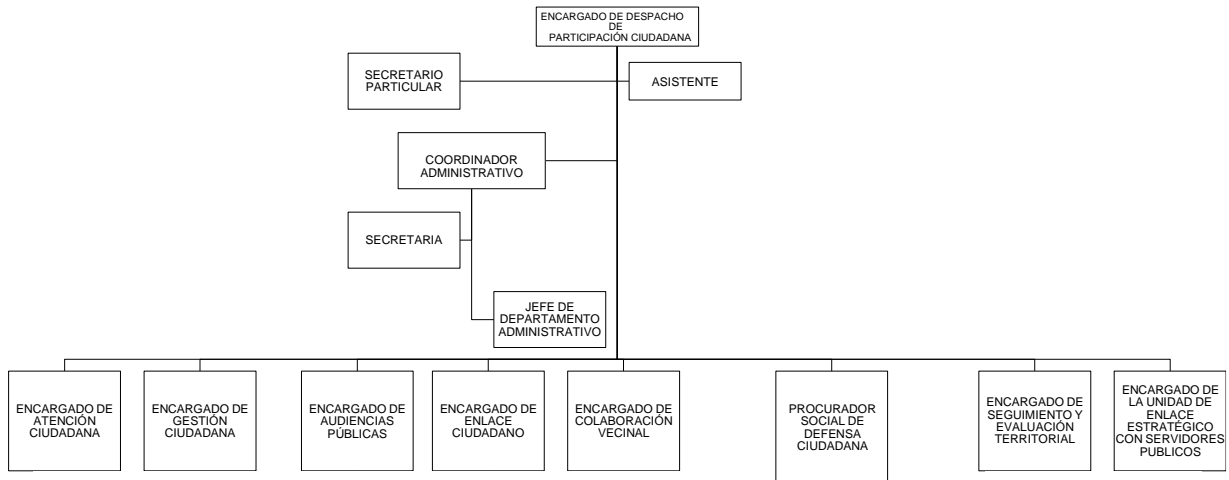 ENCARGADO DE DESPACHO
DE
PARTICIPACIÓN CIUDADANA
SECRETARIO
PARTICULAR
ASISTENTE
COORDINADOR
ADMINISTRATIVO
SECRETARIA
JEFE DE
DEPARTAMENTO
ADMINISTRATIVO
ENCARGADO DE
ATENCIÓN
CIUDADANA
ENCARGADO DE
GESTIÓN
CIUDADANA
ENCARGADO DE
AUDIENCIAS
PÚBLICAS
ENCARGADO DE
ENLACE
CIUDADANO
ENCARGADO DE
COLABORACIÓN
VECINAL
PROCURADOR
SOCIAL DE
DEFENSA
CIUDADANA
ENCARGADO DE
SEGUIMIENTO Y
EVALUACIÓN
TERRITORIAL
ENCARGADO DE
LA UNIDAD DE
ENLACE
ESTRATÉGICO
CON SERVIDORES
PUBLICOS